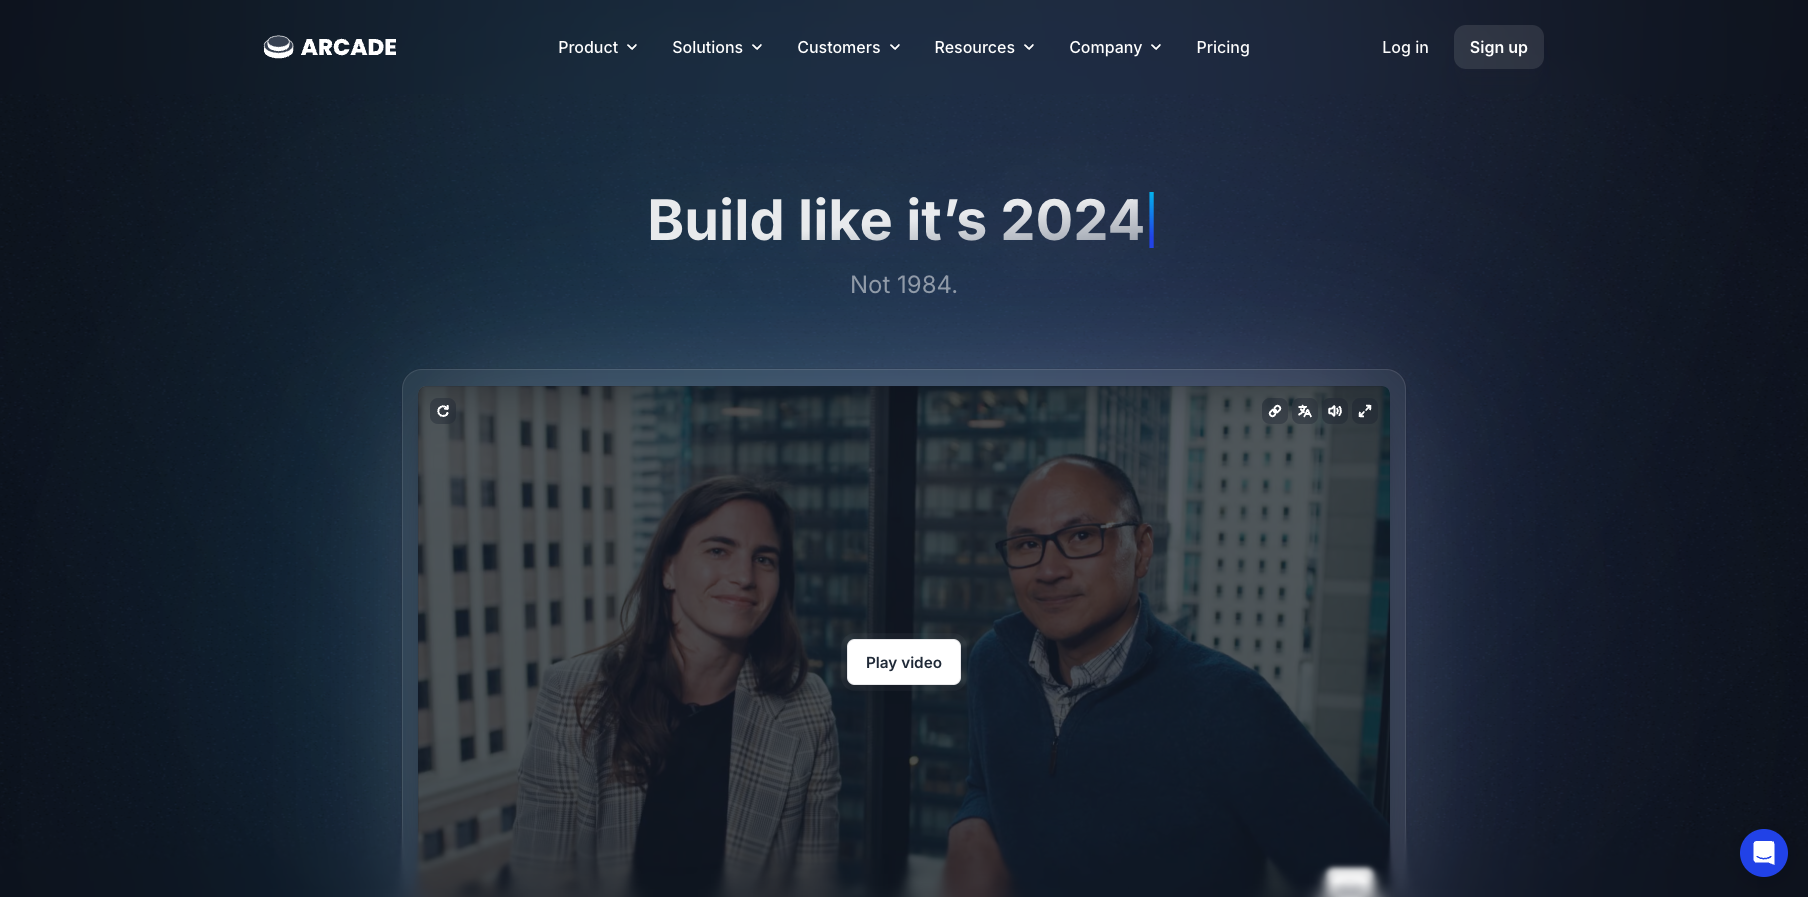 ARCADE
Product Solutions Customers Resources Company Pricing Log in Sign up
Build like it’s 2024
Not 1984.
Play video